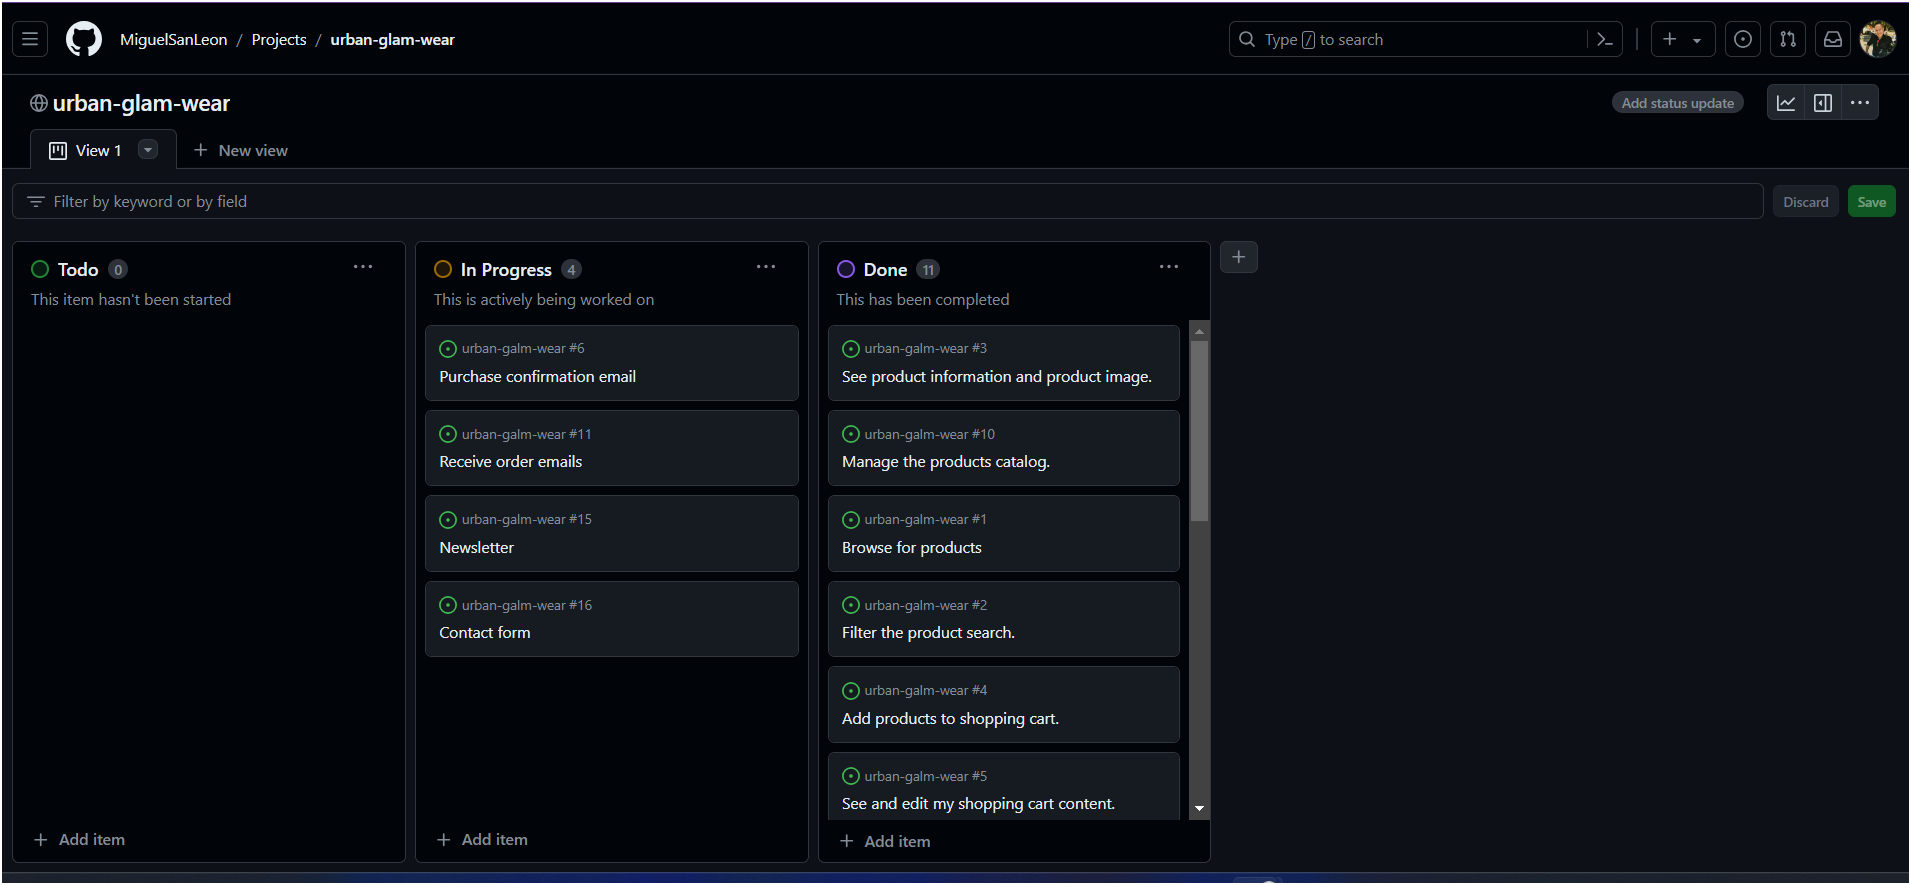 MiguelSanLeon / Projects / urban-glam-wear
Type / to search
urban-glam-wear
Add status update
View 1
New view
Filter by keyword or by field
Discard
Save
Todo 0
This item hasn't been started
Add item
In Progress 4
This is actively being worked on
urban-galm-wear #6
Purchase confirmation email
urban-galm-wear #11
Receive order emails
urban-galm-wear #15
Newsletter
urban-galm-wear #16
Contact form
Add item
Done 11
This has been completed
urban-galm-wear #3
See product information and product image.
urban-galm-wear #10
Manage the products catalog.
urban-galm-wear #1
Browse for products
urban-galm-wear #2
Filter the product search.
urban-galm-wear #4
Add products to shopping cart.
urban-galm-wear #5
See and edit my shopping cart content.
Add item